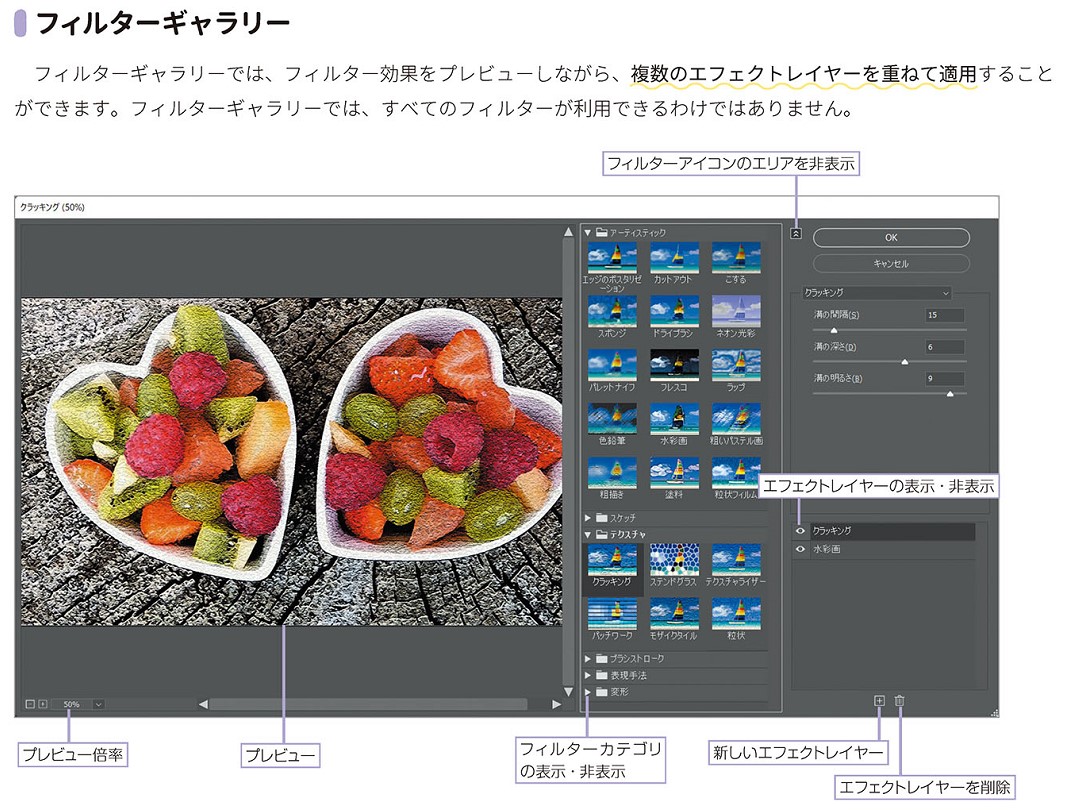 フィルターギャラリー
フィルターギャラリーでは、フィルター効果をプレビューしながら、複数のエフェクトレイヤーを重ねて適用すること
ができます。フィルターギャラリーでは、すべてのフィルターが利用できるわけではありません。
フィルターアイコンのエリアを非表示
クラッキング (50%)
アーティスティック
エッジのポスタリゼ
ーション
カットアウト
こする
スポンジ
ドライブラシ
ネオン光彩
パレットナイフ
フレスコ
ラップ
色鉛筆
水彩画
粗いパステル画
粗描き
塗料
粒状フィルム
スケッチ
テクスチャ
クラッキング
ステンドグラス
テクスチャライザー
パッチワーク
モザイクタイル
粒状
ブラシストローク
表現手法
変形
OK
キャンセル
クラッキング
溝の間隔(S)
15
溝の深さ(D)
6
溝の明るさ(B)
9
エフェクトレイヤーの表示・非表示
クラッキング
水彩画
50%
プレビュー倍率
プレビュー
フィルターカテゴリ
の表示・非表示
新しいエフェクトレイヤー
エフェクトレイヤーを削除